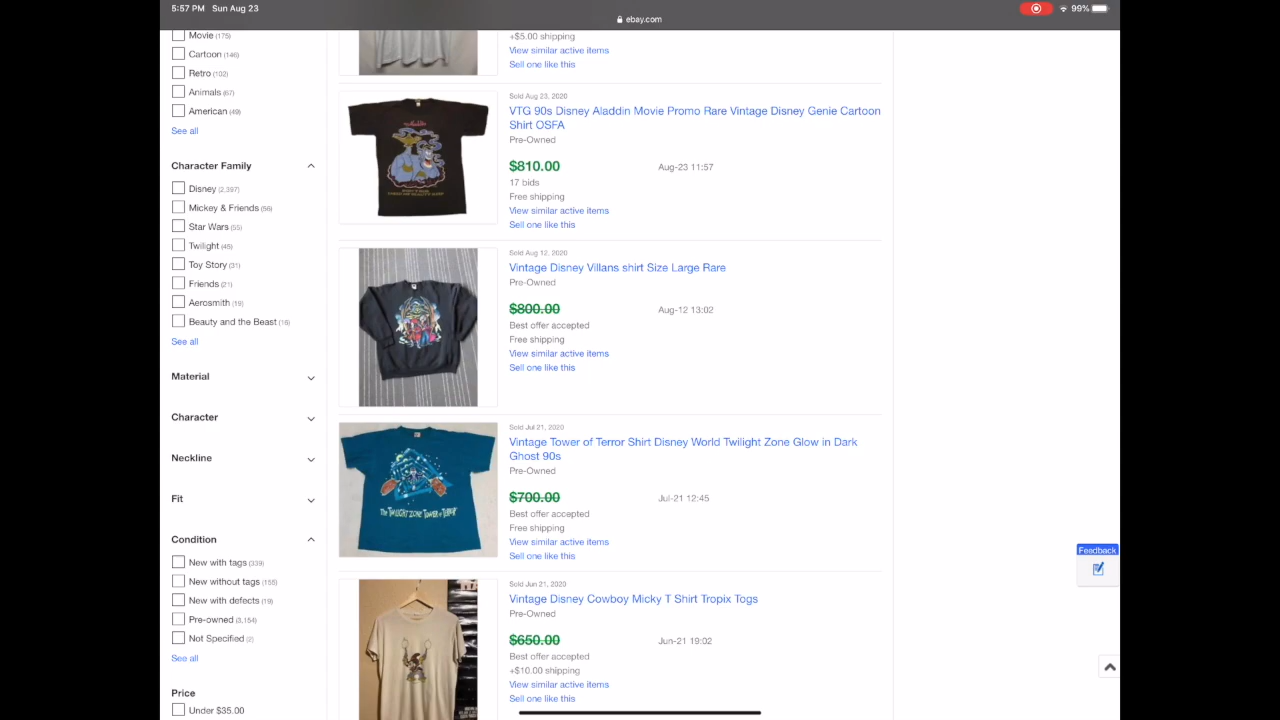 5:57 PM Sun Aug 23
99%
ebay.com
Movie (175)
Cartoon (146)
Retro (102)
Animals (67)
American (49)
See all
Character Family
Disney (2,397)
Mickey & Friends (56)
Star Wars (55)
Twilight (45)
Toy Story (31)
Friends (21)
Aerosmith (19)
Beauty and the Beast (16)
See all
Material
Character
Neckline
Fit
Condition
New with tags (339)
New without tags (155)
New with defects (19)
Pre-owned (3,154)
Not Specified (2)
See all
Price
Under $35.00
+$5.00 shipping
View similar active items
Sell one like this
Sold Aug 23, 2020
VTG 90s Disney Aladdin Movie Promo Rare Vintage Disney Genie Cartoon
Shirt OSFA
Pre-Owned
$810.00
Aug-23 11:57
17 bids
Free shipping
View similar active items
Sell one like this
Sold Aug 12, 2020
Vintage Disney Villans shirt Size Large Rare
Pre-Owned
$800.00
Aug-12 13:02
Best offer accepted
Free shipping
View similar active items
Sell one like this
THE TWILIGHT ZONE TOWER of TERROR
Sold Jul 21, 2020
Vintage Tower of Terror Shirt Disney World Twilight Zone Glow in Dark
Ghost 90s
Pre-Owned
$700.00
Jul-21 12:45
Best offer accepted
Free shipping
View similar active items
Sell one like this
Sold Jun 21, 2020
Vintage Disney Cowboy Micky T Shirt Tropix Togs
Pre-Owned
$650.00
Jun-21 19:02
Best offer accepted
+$10.00 shipping
View similar active items
Sell one like this
Feedback